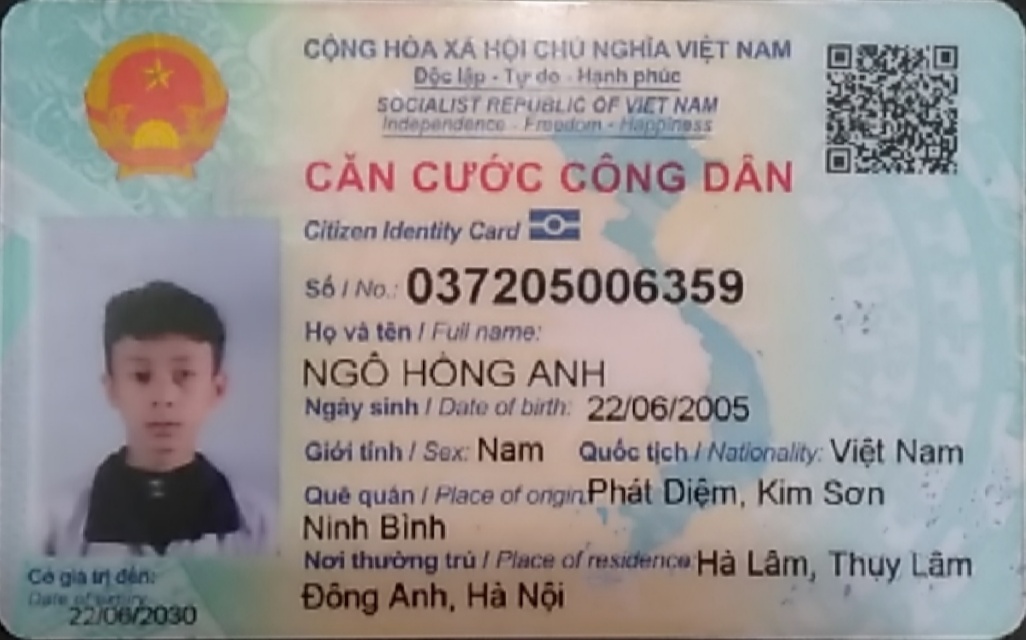 CỘNG HÒA XÃ HỘI CHỦ NGHĨA VIỆT NAM
Độc lập - Tự do - Hạnh phúc
SOCIALIST REPUBLIC OF VIET NAM
Independence - Freedom - Happiness
CĂN CƯỚC CÔNG DÂN
Citizen Identity Card
Số / No.: 037205006359
Họ và tên / Full name:
NGÔ HỒNG ANH
Ngày sinh / Date of birth: 22/06/2005
Giới tính / Sex: Nam Quốc tịch / Nationality: Việt Nam
Quê quán / Place of origin: Phát Diệm, Kim Sơn
Ninh Bình
Nơi thường trú / Place of residence: Hà Lâm, Thụy Lâm
Đông Anh, Hà Nội
Có giá trị đến:
Date of expiry
22/06/2030